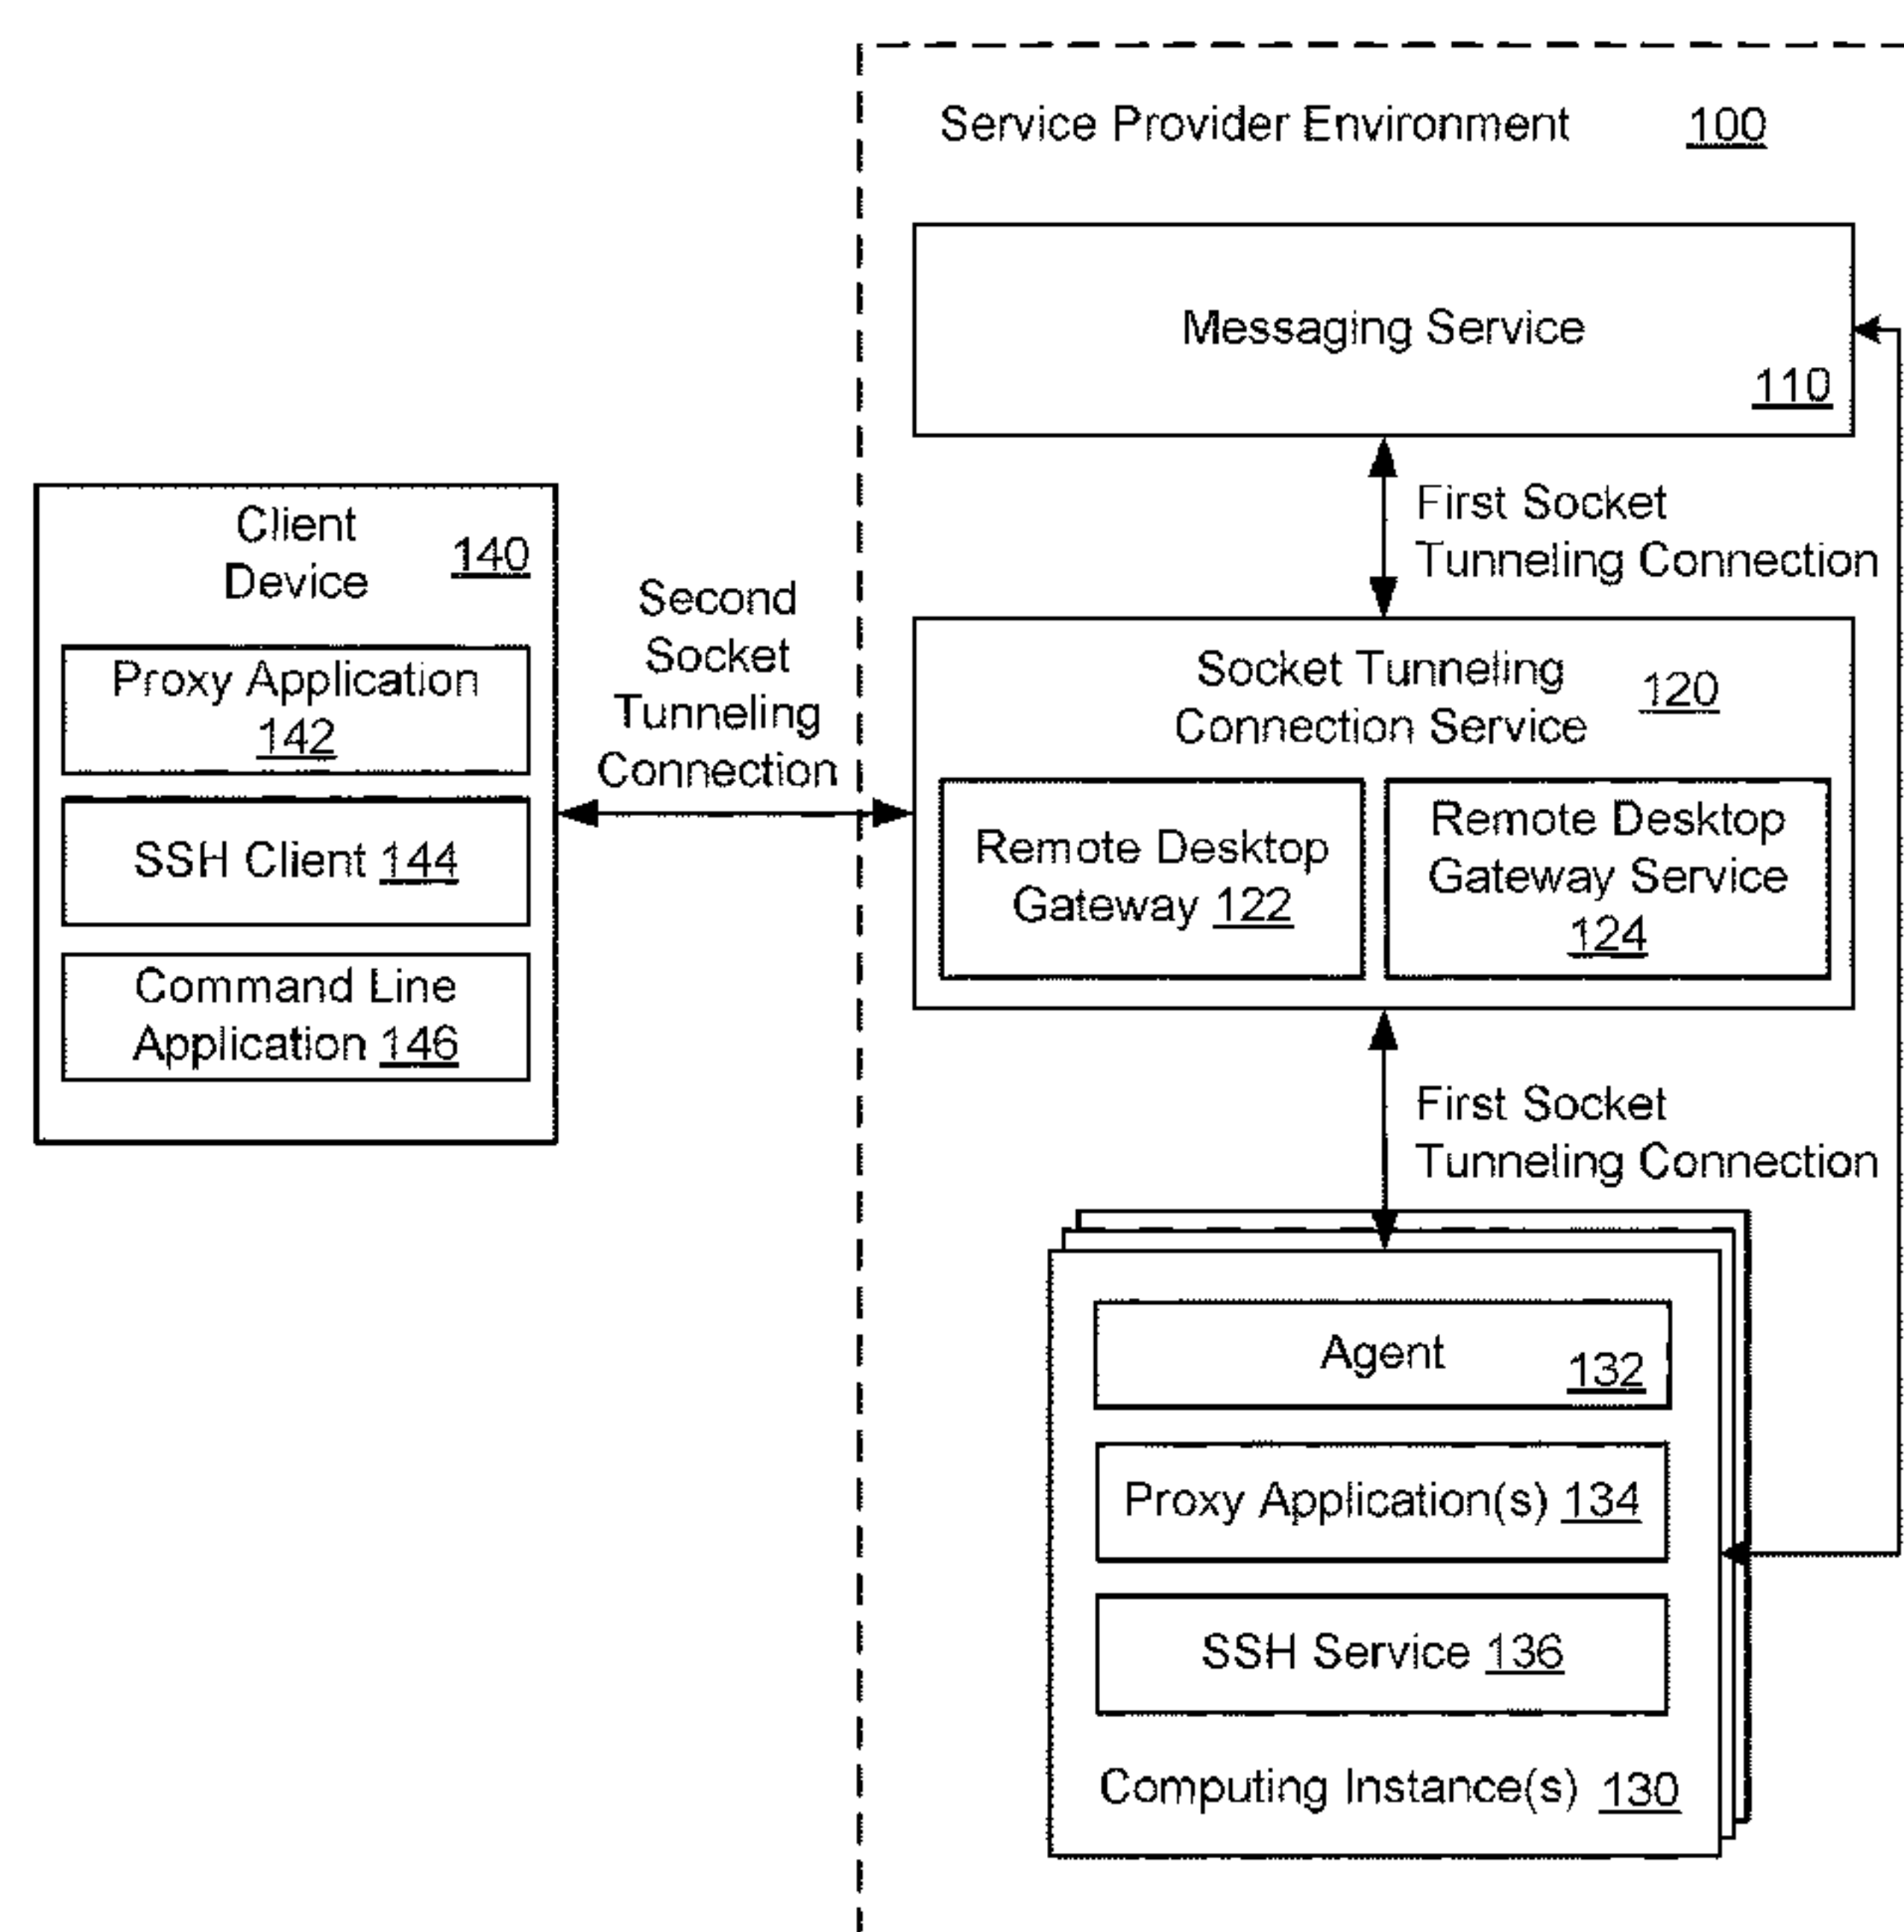 Service Provider Environment 100
Messaging Service
110
First Socket
Tunneling Connection
Client
Device
140
Proxy Application
142
SSH Client 144
Command Line
Application 146
Second
Socket
Tunneling
Connection
Socket Tunneling
Connection Service
120
Remote Desktop
Gateway 122
Remote Desktop
Gateway Service
124
First Socket
Tunneling Connection
Agent 132
Proxy Application(s) 134
SSH Service 136
Computing Instance(s) 130